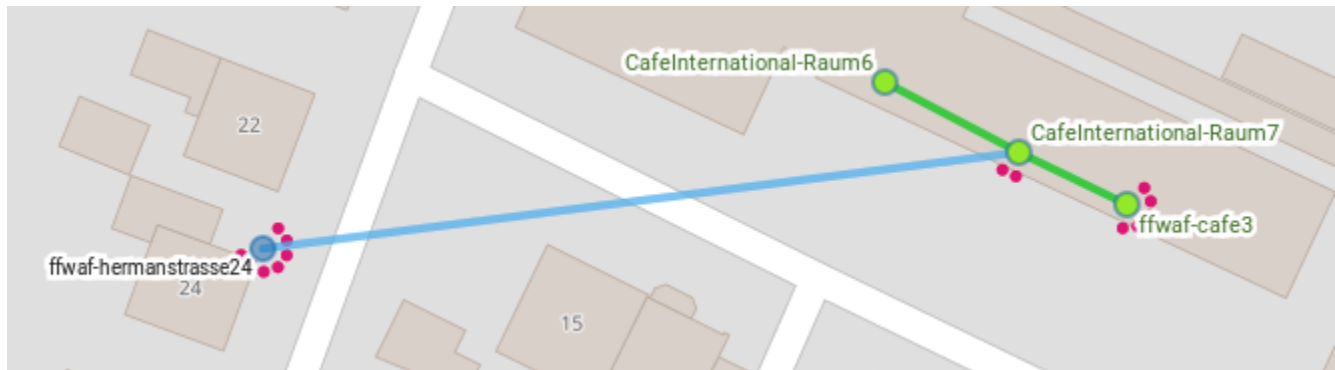 CafeInternational-Raum6
22
CafeInternational-Raum7
ffwaf-cafe3
ffwaf-hermanstrasse24
24
15